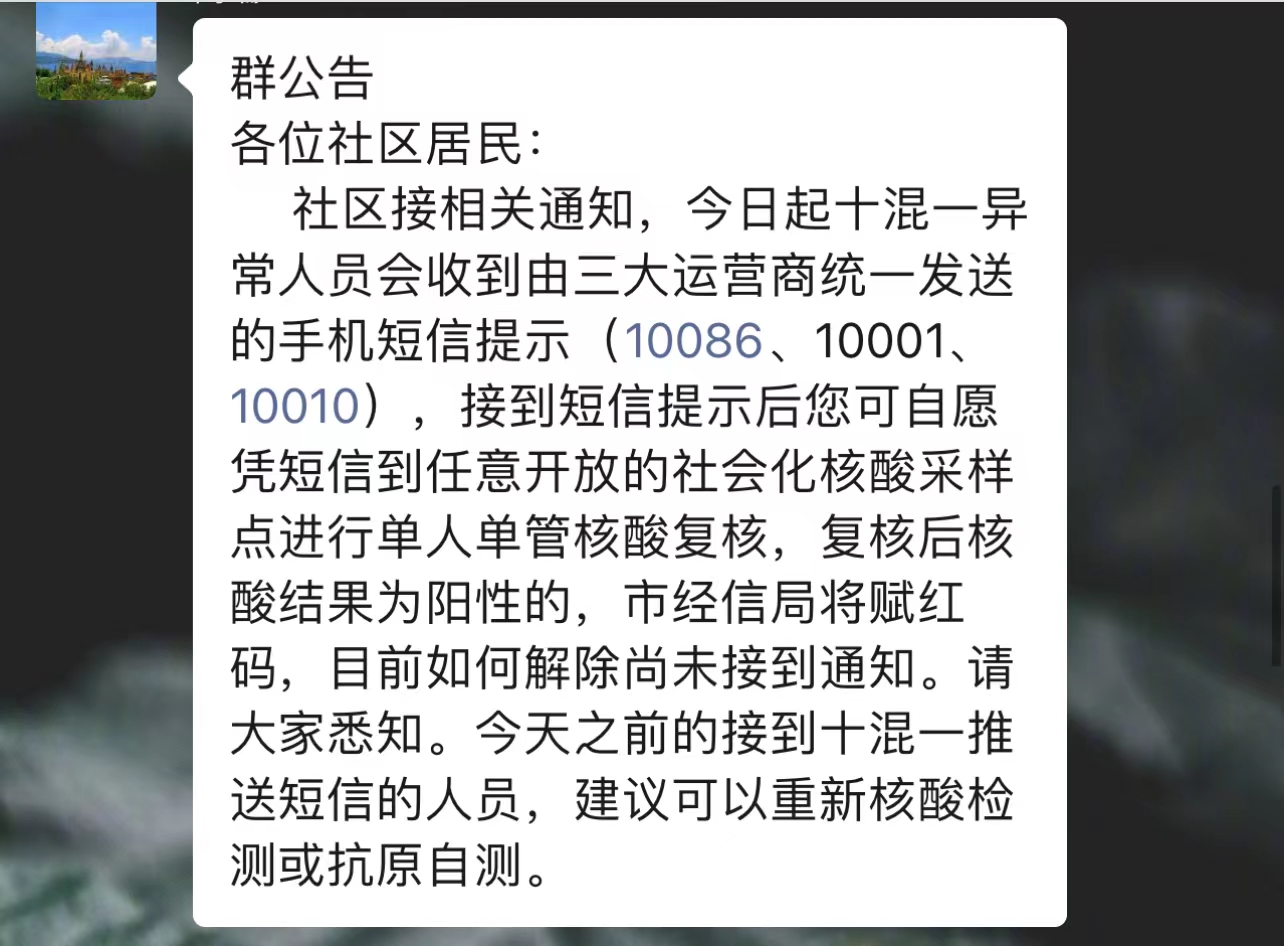 群公告
各位社区居民：
社区接相关通知，今日起十混一异
常人员会收到由三大运营商统一发送
的手机短信提示（10086、10001、
10010），接到短信提示后您可自愿
凭短信到任意开放的社会化核酸采样
点进行单人单管核酸复核，复核后核
酸结果为阳性的，市经信局将赋红
码，目前如何解除尚未接到通知。请
大家悉知。今天之前的接到十混一推
送短信的人员，建议可以重新核酸检
测或抗原自测。